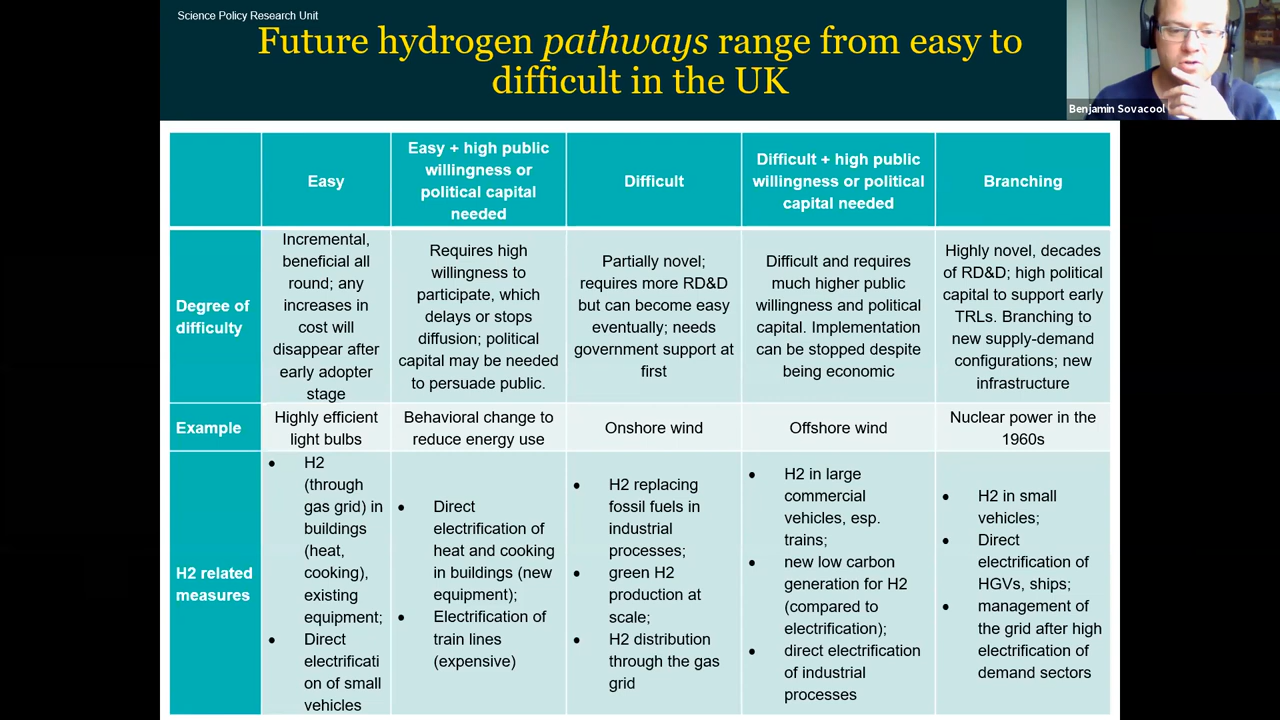 Science Policy Research Unit
Future hydrogen pathways range from easy to
difficult in the UK
Benjamin Sovacool
Easy
Easy + high public
willingness or
political capital
needed
Difficult
Difficult + high public
willingness or political
capital needed
Branching
Degree of
difficulty
Incremental,
beneficial all
round; any
increases in
cost will
disappear after
early adopter
stage
Requires high
willingness to
participate, which
delays or stops
diffusion; political
capital may be needed
to persuade public.
Partially novel;
requires more RD&D
but can become easy
eventually; needs
government support at
first
Difficult and requires
much higher public
willingness and political
capital. Implementation
can be stopped despite
being economic
Highly novel, decades
of RD&D; high political
capital to support early
TRLs. Branching to
new supply-demand
configurations; new
infrastructure
Example
Highly efficient
light bulbs
Behavioral change to
reduce energy use
Onshore wind
Offshore wind
Nuclear power in the
1960s
H2 related
measures
• H2
(through
gas grid) in
buildings
(heat,
cooking),
existing
equipment;
• Direct
electrificati
on of small
vehicles
• Direct
electrification of
heat and cooking
in buildings (new
equipment);
• Electrification of
train lines
(expensive)
• H2 replacing
fossil fuels in
industrial
processes;
• green H2
production at
scale;
• H2 distribution
through the gas
grid
• H2 in large
commercial
vehicles, esp.
trains;
• new low carbon
generation for H2
(compared to
electrification);
• direct electrification
of industrial
processes
• H2 in small
vehicles;
• Direct
electrification of
HGVs, ships;
• management of
the grid after high
electrification of
demand sectors